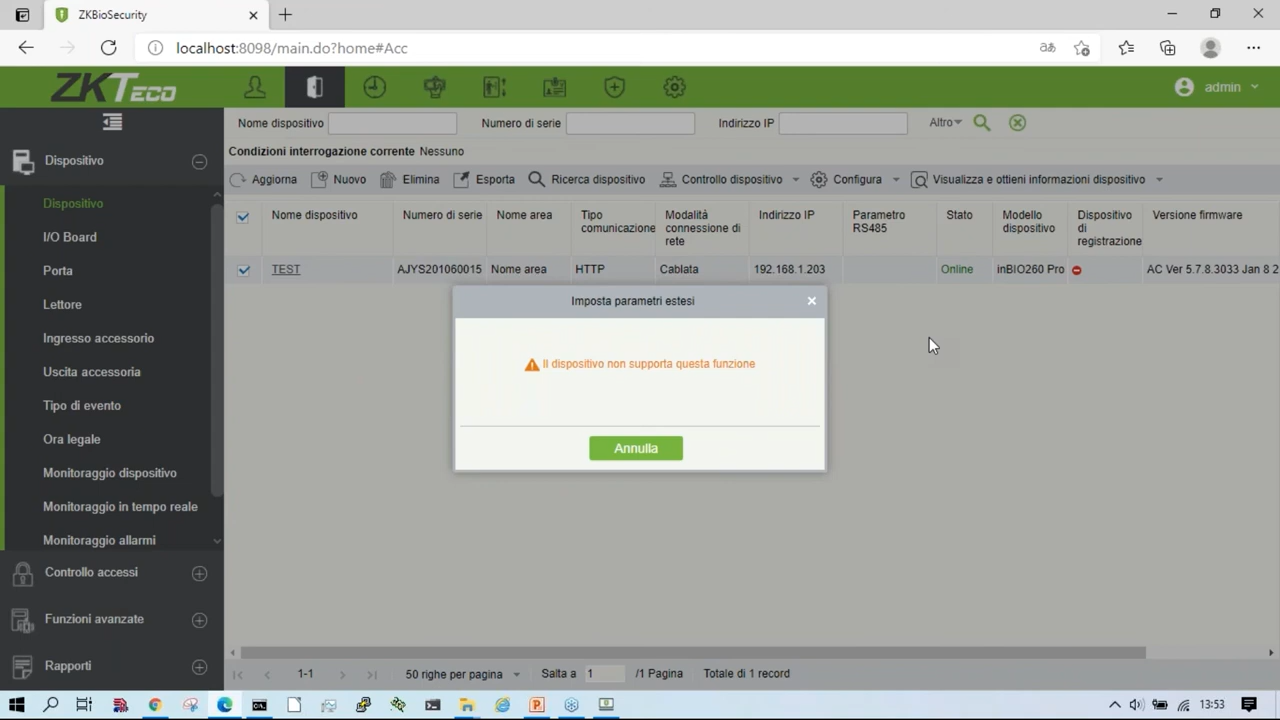 ZKBioSecurity
localhost:8098/main.do?home#Acc
ZKTeco
admin
Nome dispositivo
Numero di serie
Indirizzo IP
Altro
Condizioni interrogazione corrente Nessuno
Aggiorna
Nuovo
Elimina
Esporta
Ricerca dispositivo
Controllo dispositivo
Configura
Visualizza e ottieni informazioni dispositivo
Nome dispositivo
Numero di serie
Nome area
Tipo
comunicazione
Modalità
connessione di
rete
Indirizzo IP
Parametro
RS485
Stato
Modello
dispositivo
Dispositivo
di
registrazione
Versione firmware
TEST
AJYS201060015
Nome area
HTTP
Cablata
192.168.1.203
Online
inBIO260 Pro
AC Ver 5.7.8.3033 Jan 8 2
Dispositivo
Dispositivo
I/O Board
Porta
Lettore
Ingresso accessorio
Uscita accessoria
Tipo di evento
Ora legale
Monitoraggio dispositivo
Monitoraggio in tempo reale
Monitoraggio allarmi
Controllo accessi
Funzioni avanzate
Rapporti
Imposta parametri estesi
Il dispositivo non supporta questa funzione
Annulla
1-1
50 righe per pagina
Salta a
1
/1 Pagina
Totale di 1 record
13:53